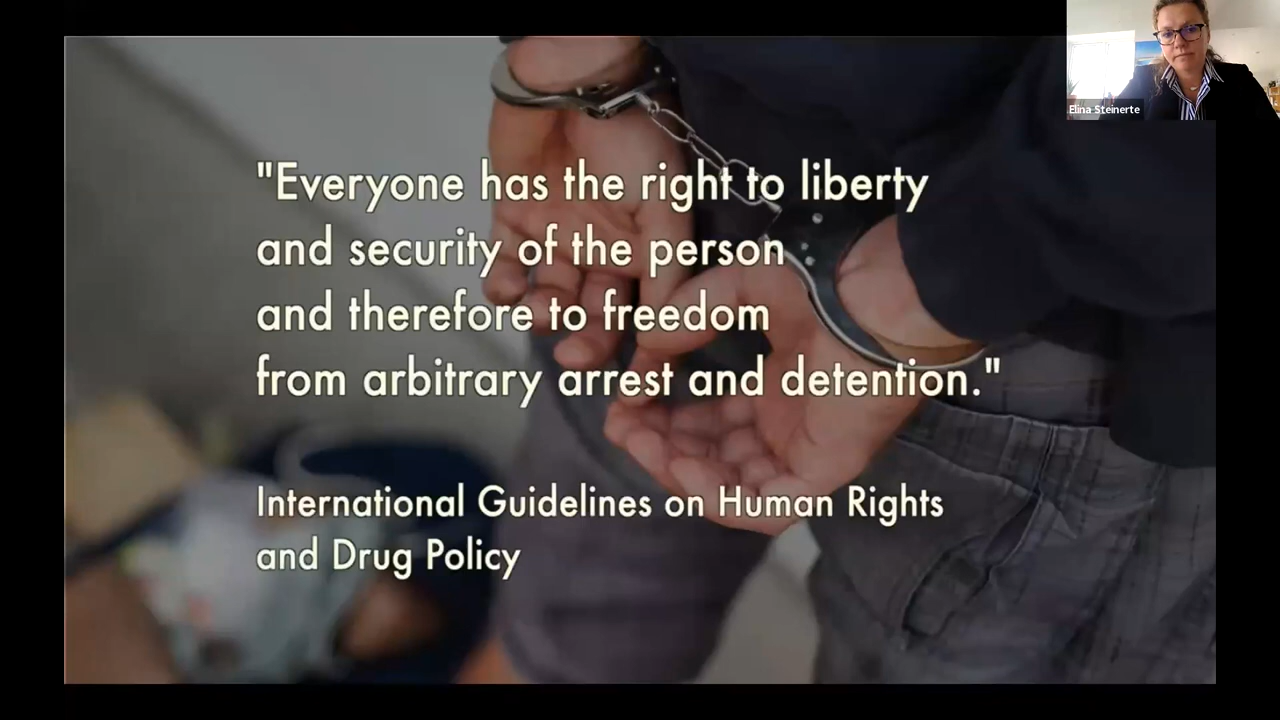 Elina Steinerte
"Everyone has the right to liberty
and security of the person
and therefore to freedom
from arbitrary arrest and detention."
International Guidelines on Human Rights
and Drug Policy